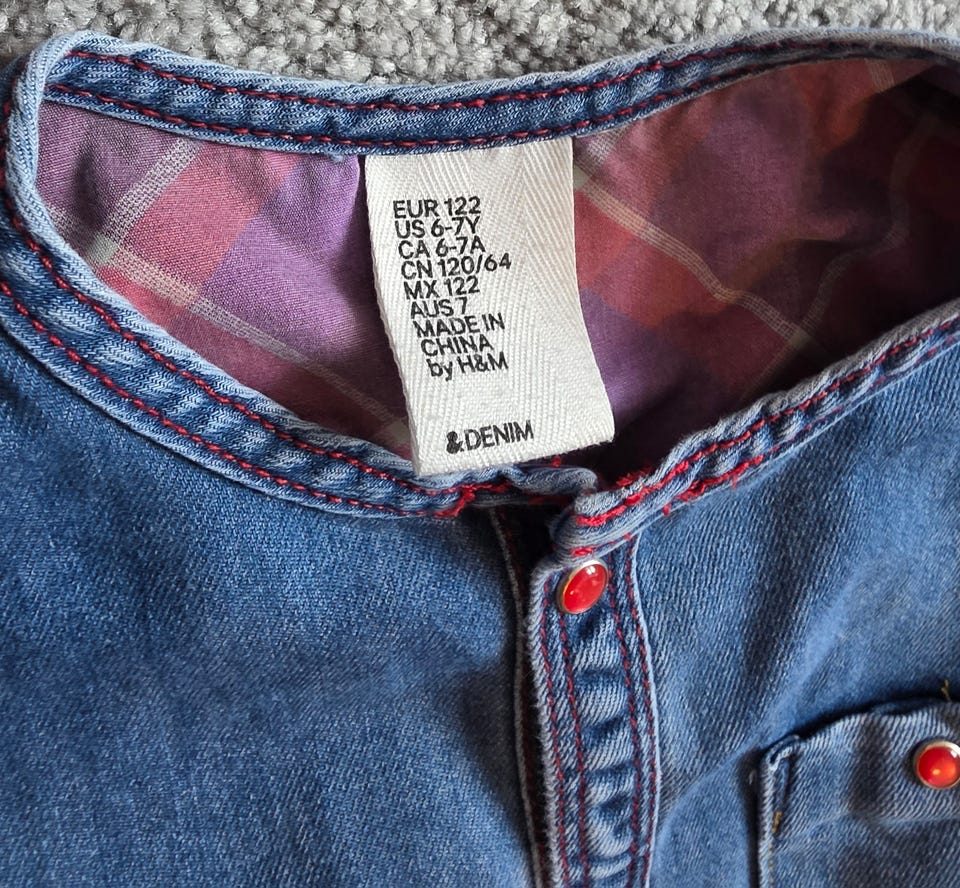 EUR 122
US 6-7Y
CA 6-7A
CN 120/64
MX 122
AUS 7
MADE IN
CHINA
by H&M
&DENIM